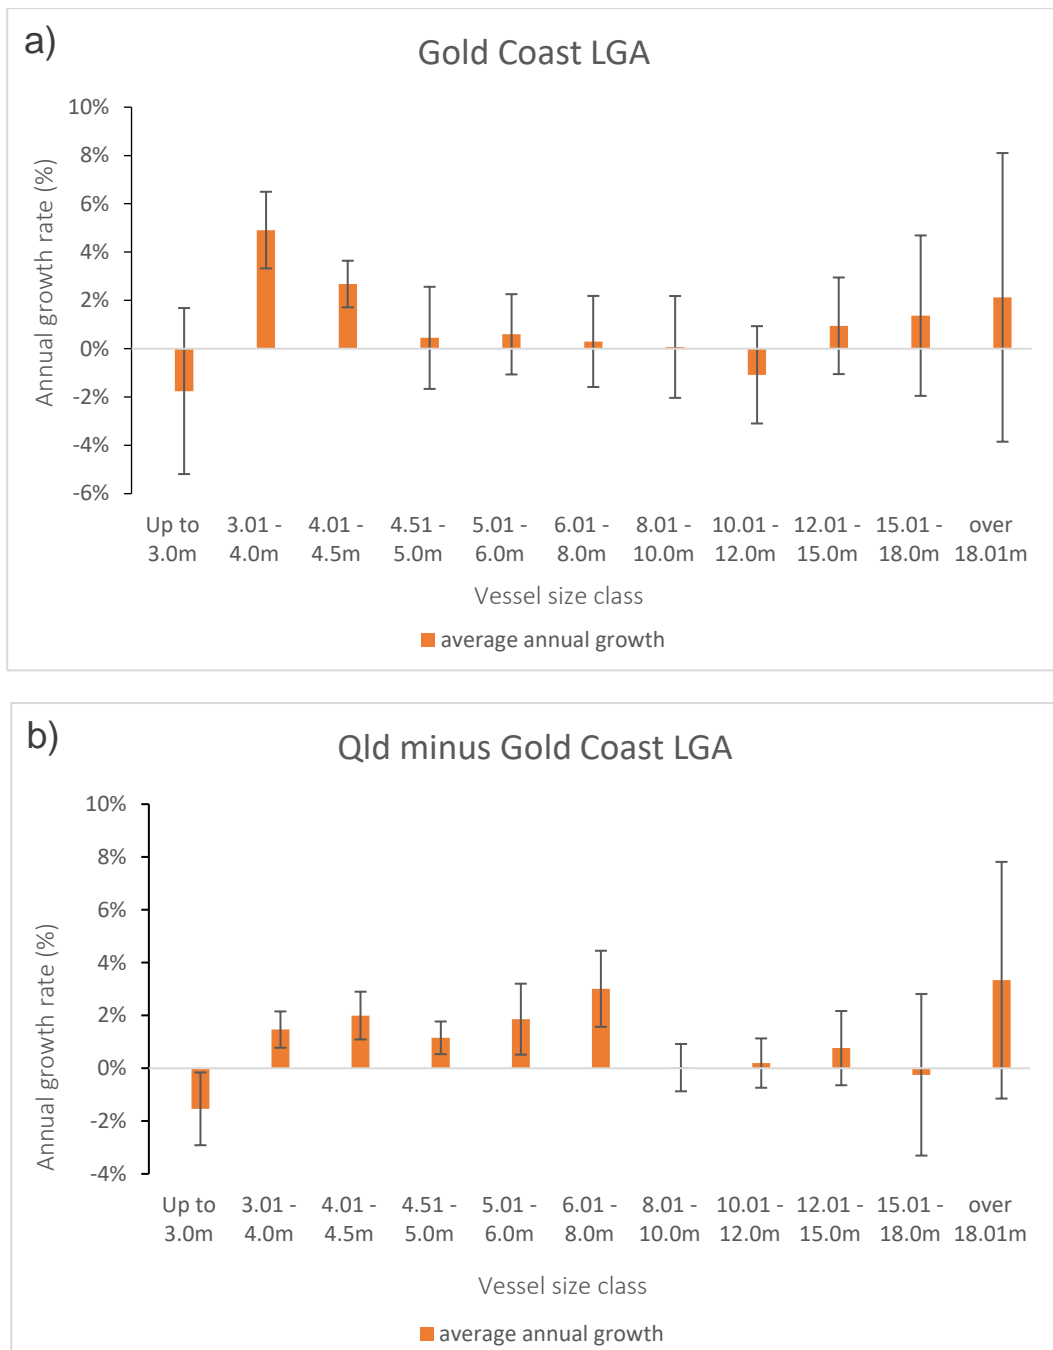 a)
Gold Coast LGA
10%
8%
6%
4%
2%
0%
-2%
-4%
-6%
Annual growth rate (%)
Up to 3.01 - 4.01 - 4.51 - 5.01 - 6.01 - 8.01 - 10.01 - 12.01 - 15.01 - over
3.0m 4.0m 4.5m 5.0m 6.0m 8.0m 10.0m 12.0m 15.0m 18.0m 18.01m
Vessel size class
average annual growth
b)
Qld minus Gold Coast LGA
10%
8%
6%
4%
2%
0%
-2%
-4%
Annual growth rate (%)
Up to 3.01 - 4.01 - 4.51 - 5.01 - 6.01 - 8.01 - 10.01 - 12.01 - 15.01 - over
3.0m 4.0m 4.5m 5.0m 6.0m 8.0m 10.0m 12.0m 15.0m 18.0m 18.01m
Vessel size class
average annual growth